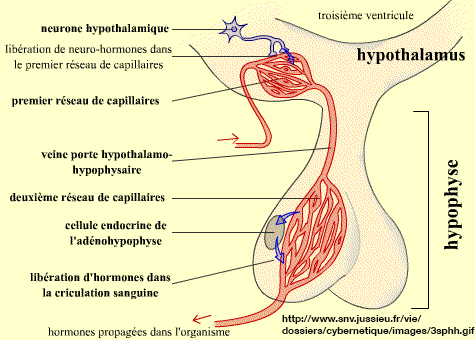 troisième ventricule
neurone hypothalamique
libération de neuro-hormones dans
le premier réseau de capillaires
hypothalamus
premier réseau de capillaires
veine porte hypothalamo-
hypophysaire
deuxième réseau de capillaires
cellule endocrine de
l'adénohypophyse
hypophyse
libération d'hormones dans
la criculation sanguine
http://www.snv.jussieu.fr/vie/
dossiers/cybernetique/images/3sphh.gif
hormones propagées dans l'organisme